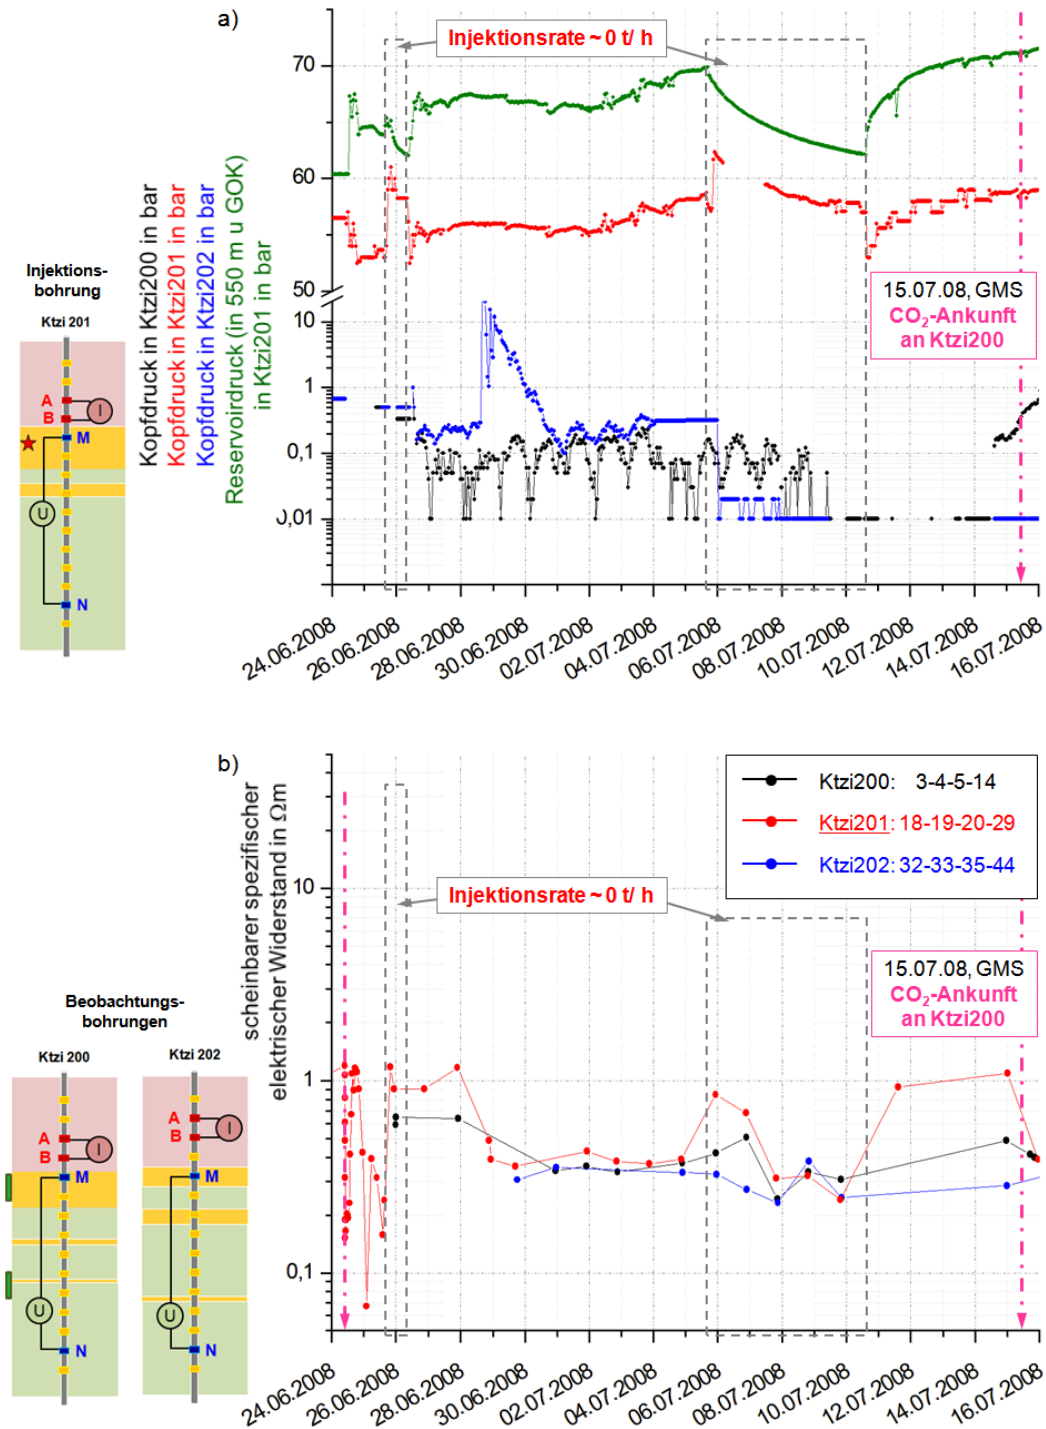 a)
Injektionsrate ~ 0 t/ h
70
60
50
10
1
0,1
0,01
Kopfdruck in Ktzi200 in bar
Kopfdruck in Ktzi201 in bar
Kopfdruck in Ktzi202 in bar
Reservoirdruck (in 550 m u GOK)
in Ktzi201 in bar
15.07.08, GMS
CO₂-Ankunft
an Ktzi200
24.06.2008
26.06.2008
28.06.2008
30.06.2008
02.07.2008
04.07.2008
06.07.2008
08.07.2008
10.07.2008
12.07.2008
14.07.2008
16.07.2008
Injektions-
bohrung
Ktzi 201
A
B
I
M
U
N
b)
scheinbarer spezifischer
elektrischer Widerstand in Ωm
Ktzi200: 3-4-5-14
Ktzi201: 18-19-20-29
Ktzi202: 32-33-35-44
10
Injektionsrate ~ 0 t/ h
15.07.08, GMS
CO₂-Ankunft
an Ktzi200
1
0,1
24.06.2008
26.06.2008
28.06.2008
30.06.2008
02.07.2008
04.07.2008
06.07.2008
08.07.2008
10.07.2008
12.07.2008
14.07.2008
16.07.2008
Beobachtungs-
bohrungen
Ktzi 200
A
B
I
M
U
N
Ktzi 202
A
B
I
M
U
N